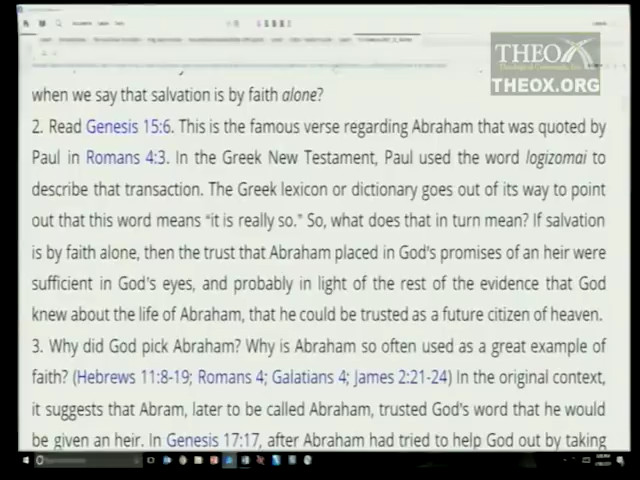 THEOX
THEOX.ORG
when we say that salvation is by faith alone?
2. Read Genesis 15:6. This is the famous verse regarding Abraham that was quoted by
Paul in Romans 4:3. In the Greek New Testament, Paul used the word logizomai to
describe that transaction. The Greek lexicon or dictionary goes out of its way to point
out that this word means “it is really so.” So, what does that in turn mean? If salvation
is by faith alone, then the trust that Abraham placed in God’s promises of an heir were
sufficient in God’s eyes, and probably in light of the rest of the evidence that God
knew about the life of Abraham, that he could be trusted as a future citizen of heaven.
3. Why did God pick Abraham? Why is Abraham so often used as a great example of
faith? (Hebrews 11:8-19; Romans 4; Galatians 4; James 2:21-24) In the original context,
it suggests that Abram, later to be called Abraham, trusted God’s word that he would
be given an heir. In Genesis 17:17, after Abraham had tried to help God out by taking